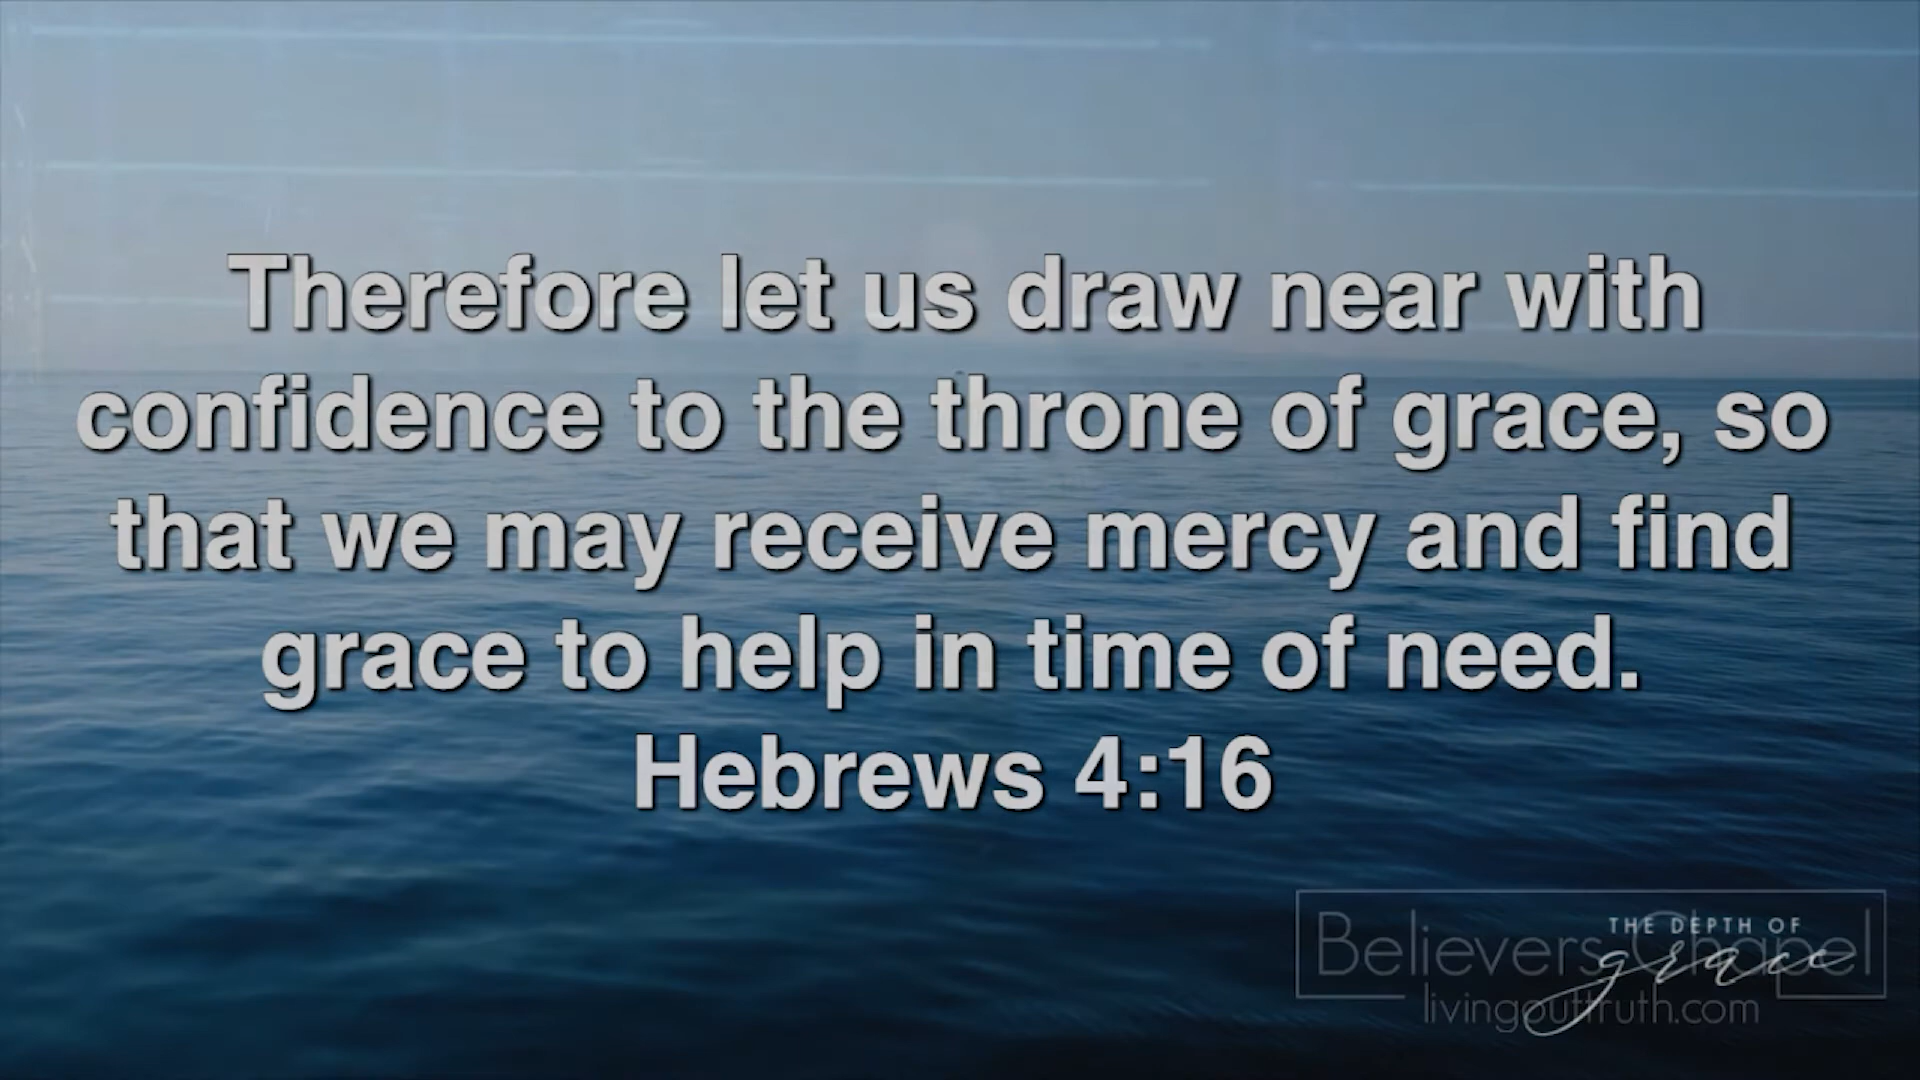 Therefore let us draw near with
confidence to the throne of grace, so
that we may receive mercy and find
grace to help in time of need.
Hebrews 4:16
Believers Chapel
THE DEPTH OF
grace
livingouttruth.com